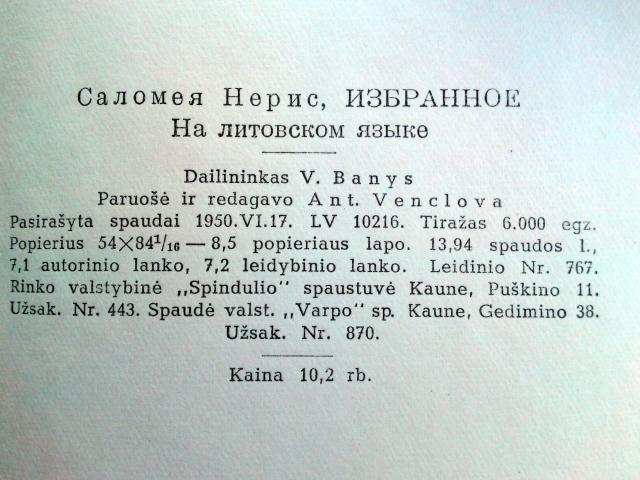 Саломея Нерис, ИЗБРАННОЕ
На литовском языке
Dailininkas V. Banys
Paruošė ir redagavo Ant. Venclova
Pasirašyta spaudai 1950.VI.17. LV 10216. Tiražas 6.000 egz.
Popierius 54×84¹/₁₆ — 8,5 popieriaus lapo. 13,94 spaudos l.,
7,1 autorinio lanko, 7,2 leidybinio lanko. Leidinio Nr. 767.
Rinko valstybinė „Spindulio" spaustuvė Kaune, Puškino 11.
Užsak. Nr. 443. Spaudė valst. „Varpo" sp. Kaune, Gedimino 38.
Užsak. Nr. 870.
Kaina 10,2 rb.